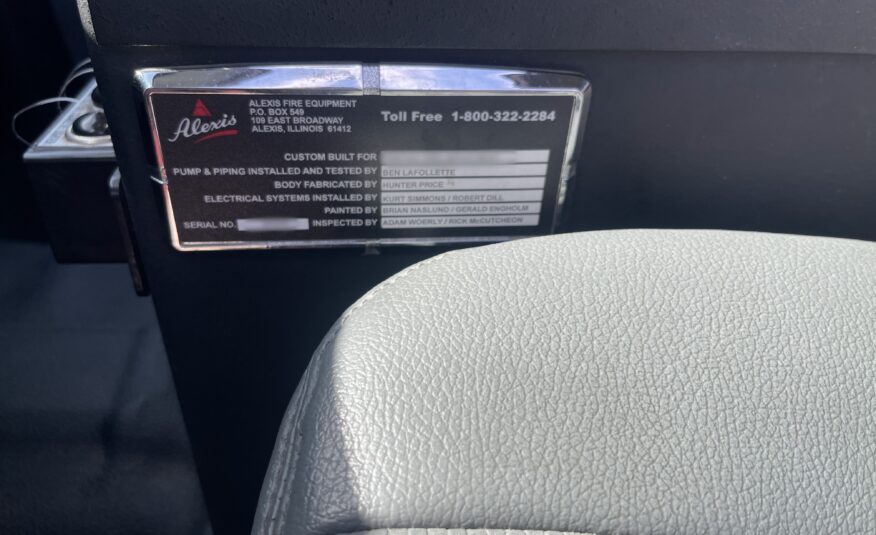 Alexis
ALEXIS FIRE EQUIPMENT
P.O. BOX 549
109 EAST BROADWAY
ALEXIS, ILLINOIS 61412
Toll Free 1-800-322-2284
CUSTOM BUILT FOR
PUMP & PIPING INSTALLED AND TESTED BY BEN LAFOLLETTE
BODY FABRICATED BY HUNTER PRICE
ELECTRICAL SYSTEMS INSTALLED BY KURT SIMMONS / ROBERT DILL
PAINTED BY BRIAN NASLUND / GERALD ENGHOLM
SERIAL NO. INSPECTED BY ADAM WOERLY / RICK McCUTCHEON